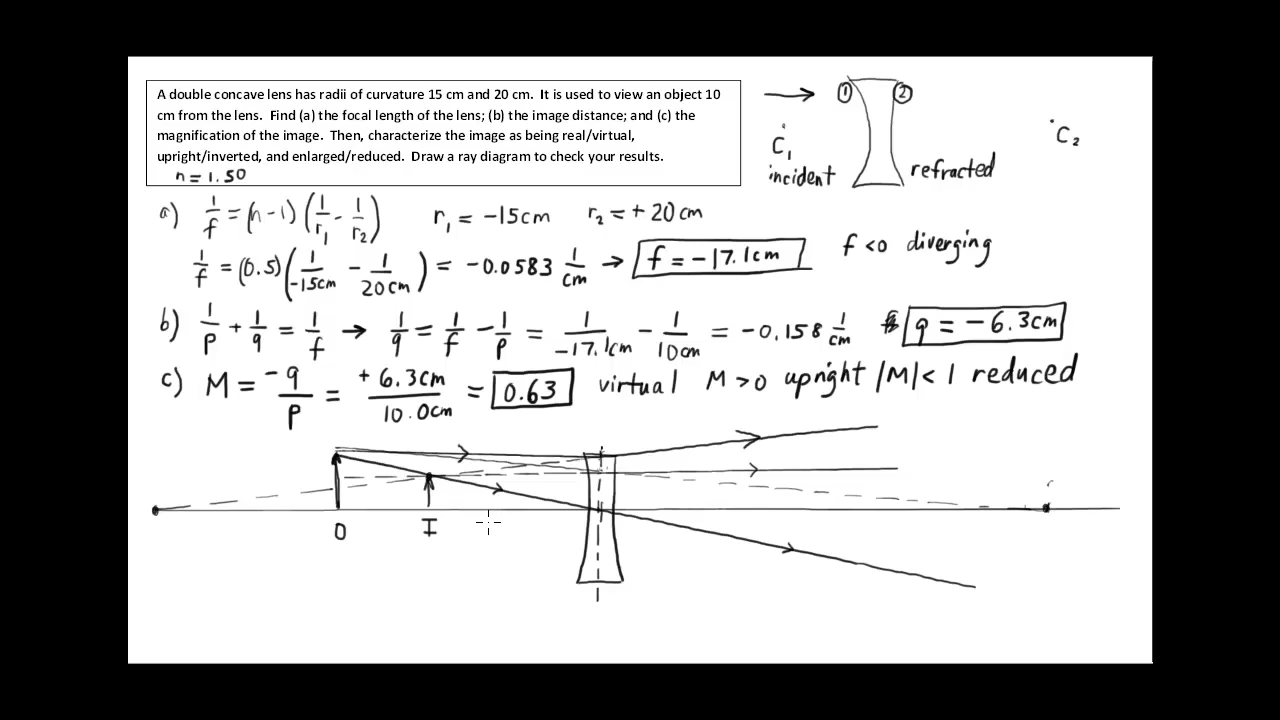 A double concave lens has radii of curvature 15 cm and 20 cm. It is used to view an object 10
cm from the lens. Find (a) the focal length of the lens; (b) the image distance; and (c) the
magnification of the image. Then, characterize the image as being real/virtual,
upright/inverted, and enlarged/reduced. Draw a ray diagram to check your results.
n = 1.50
① ②
C₁ C₂
incident refracted
a) 1/f = (n-1)(1/r₁ - 1/r₂) r₁ = -15cm r₂ = +20cm
1/f = (0.5)(1/-15cm - 1/20cm) = -0.0583 1/cm → f = -17.1cm f < 0 diverging
b) 1/p + 1/q = 1/f → 1/q = 1/f - 1/p = 1/-17.1cm - 1/10cm = -0.158 1/cm q = -6.3cm
c) M = -q/p = +6.3cm/10.0cm = 0.63 virtual M > 0 upright |M| < 1 reduced
O I